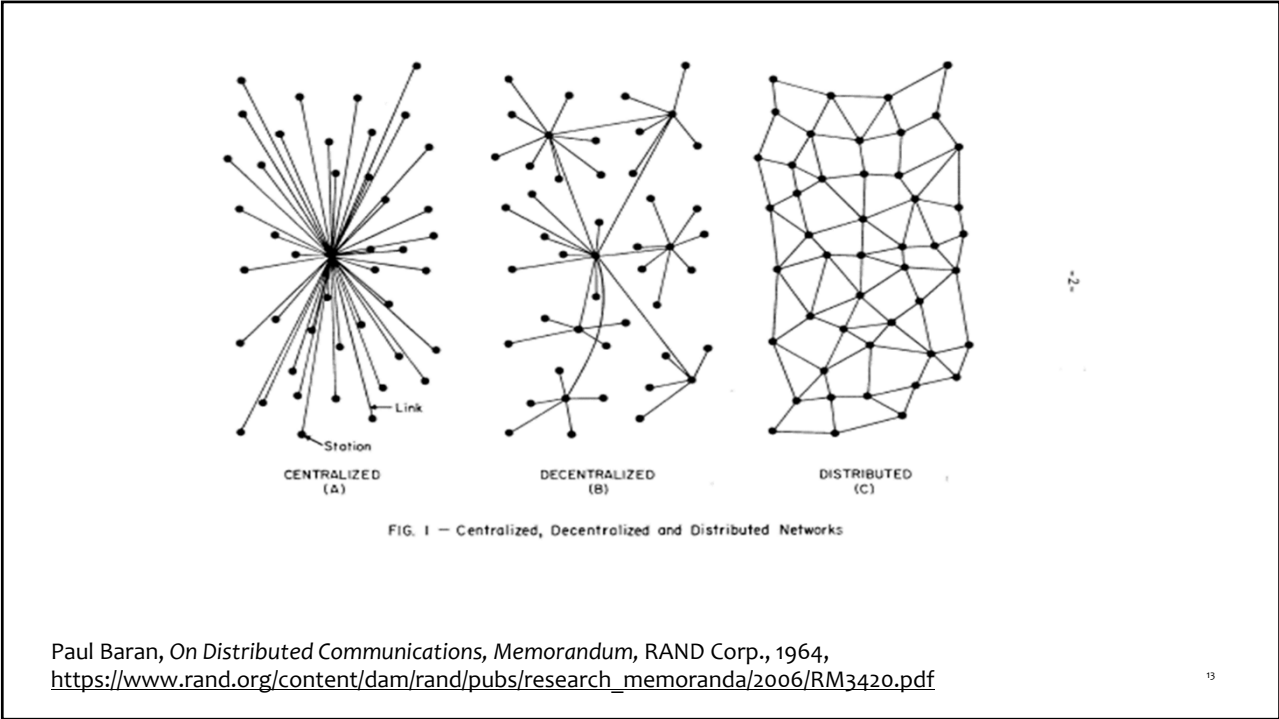 Link
Station
CENTRALIZED
(A)
DECENTRALIZED
(B)
DISTRIBUTED
(C)
FIG. 1 — Centralized, Decentralized and Distributed Networks
-2-
Paul Baran, On Distributed Communications, Memorandum, RAND Corp., 1964,
https://www.rand.org/content/dam/rand/pubs/research_memoranda/2006/RM3420.pdf
13